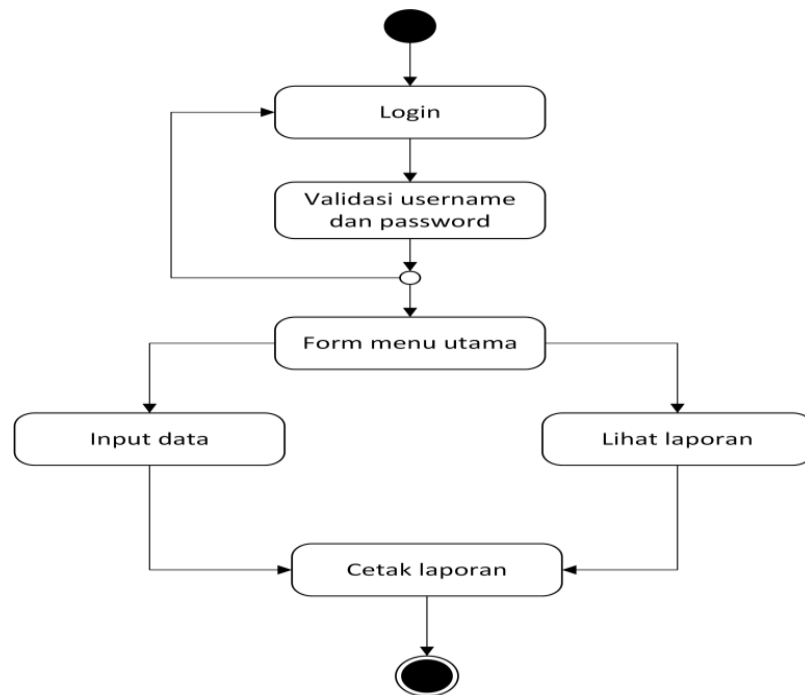 Login
Validasi username
dan password
Form menu utama
Input data
Lihat laporan
Cetak laporan